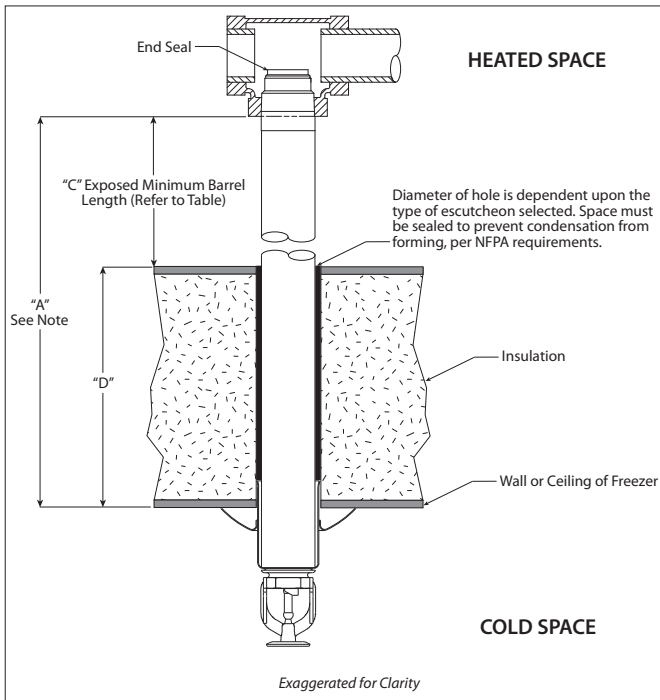 End Seal
HEATED SPACE
“C” Exposed Minimum Barrel
Length (Refer to Table)
Diameter of hole is dependent upon the
type of escutcheon selected. Space must
be sealed to prevent condensation from
forming, per NFPA requirements.
“A”
See Note
“D”
Insulation
Wall or Ceiling of Freezer
COLD SPACE
Exaggerated for Clarity